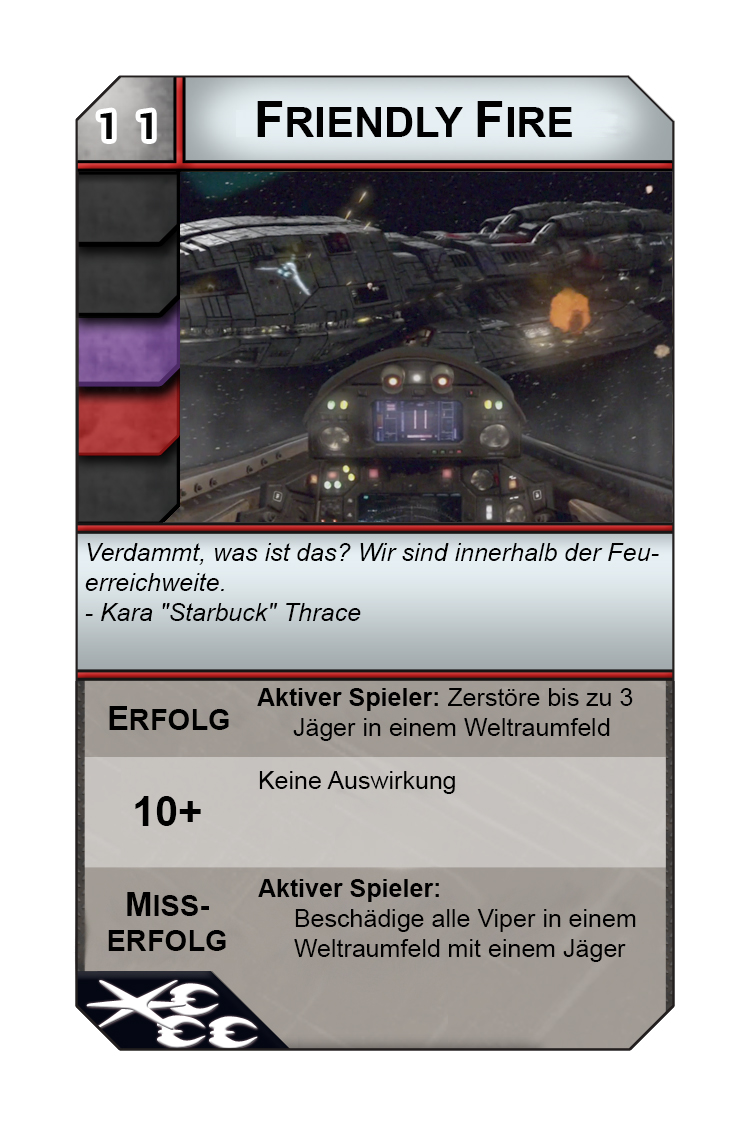 11
FRIENDLY FIRE
Verdammt, was ist das? Wir sind innerhalb der Feu-
erreichweite.
- Kara "Starbuck" Thrace
ERFOLG
Aktiver Spieler: Zerstöre bis zu 3
Jäger in einem Weltraumfeld
10+
Keine Auswirkung
MISS-
ERFOLG
Aktiver Spieler:
Beschädige alle Viper in einem
Weltraumfeld mit einem Jäger